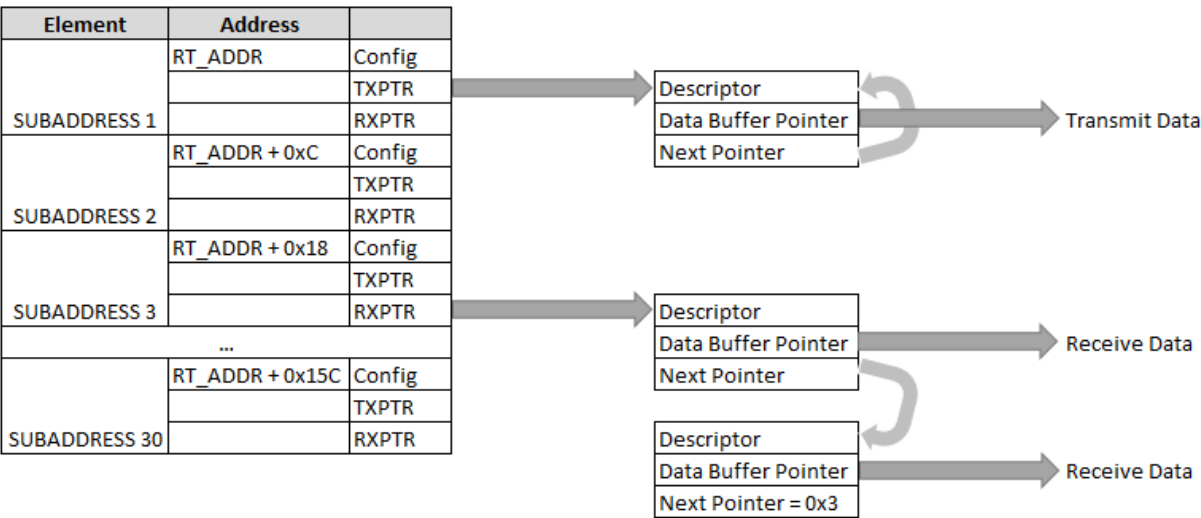 Element Address
RT_ADDR Config
TXPTR Descriptor
SUBADDRESS 1 RXPTR Data Buffer Pointer Transmit Data
RT_ADDR + 0xC Config Next Pointer
TXPTR
SUBADDRESS 2 RXPTR
RT_ADDR + 0x18 Config
TXPTR
SUBADDRESS 3 RXPTR Descriptor
... Data Buffer Pointer Receive Data
RT_ADDR + 0x15C Config Next Pointer
TXPTR
SUBADDRESS 30 RXPTR Descriptor
Data Buffer Pointer Receive Data
Next Pointer = 0x3